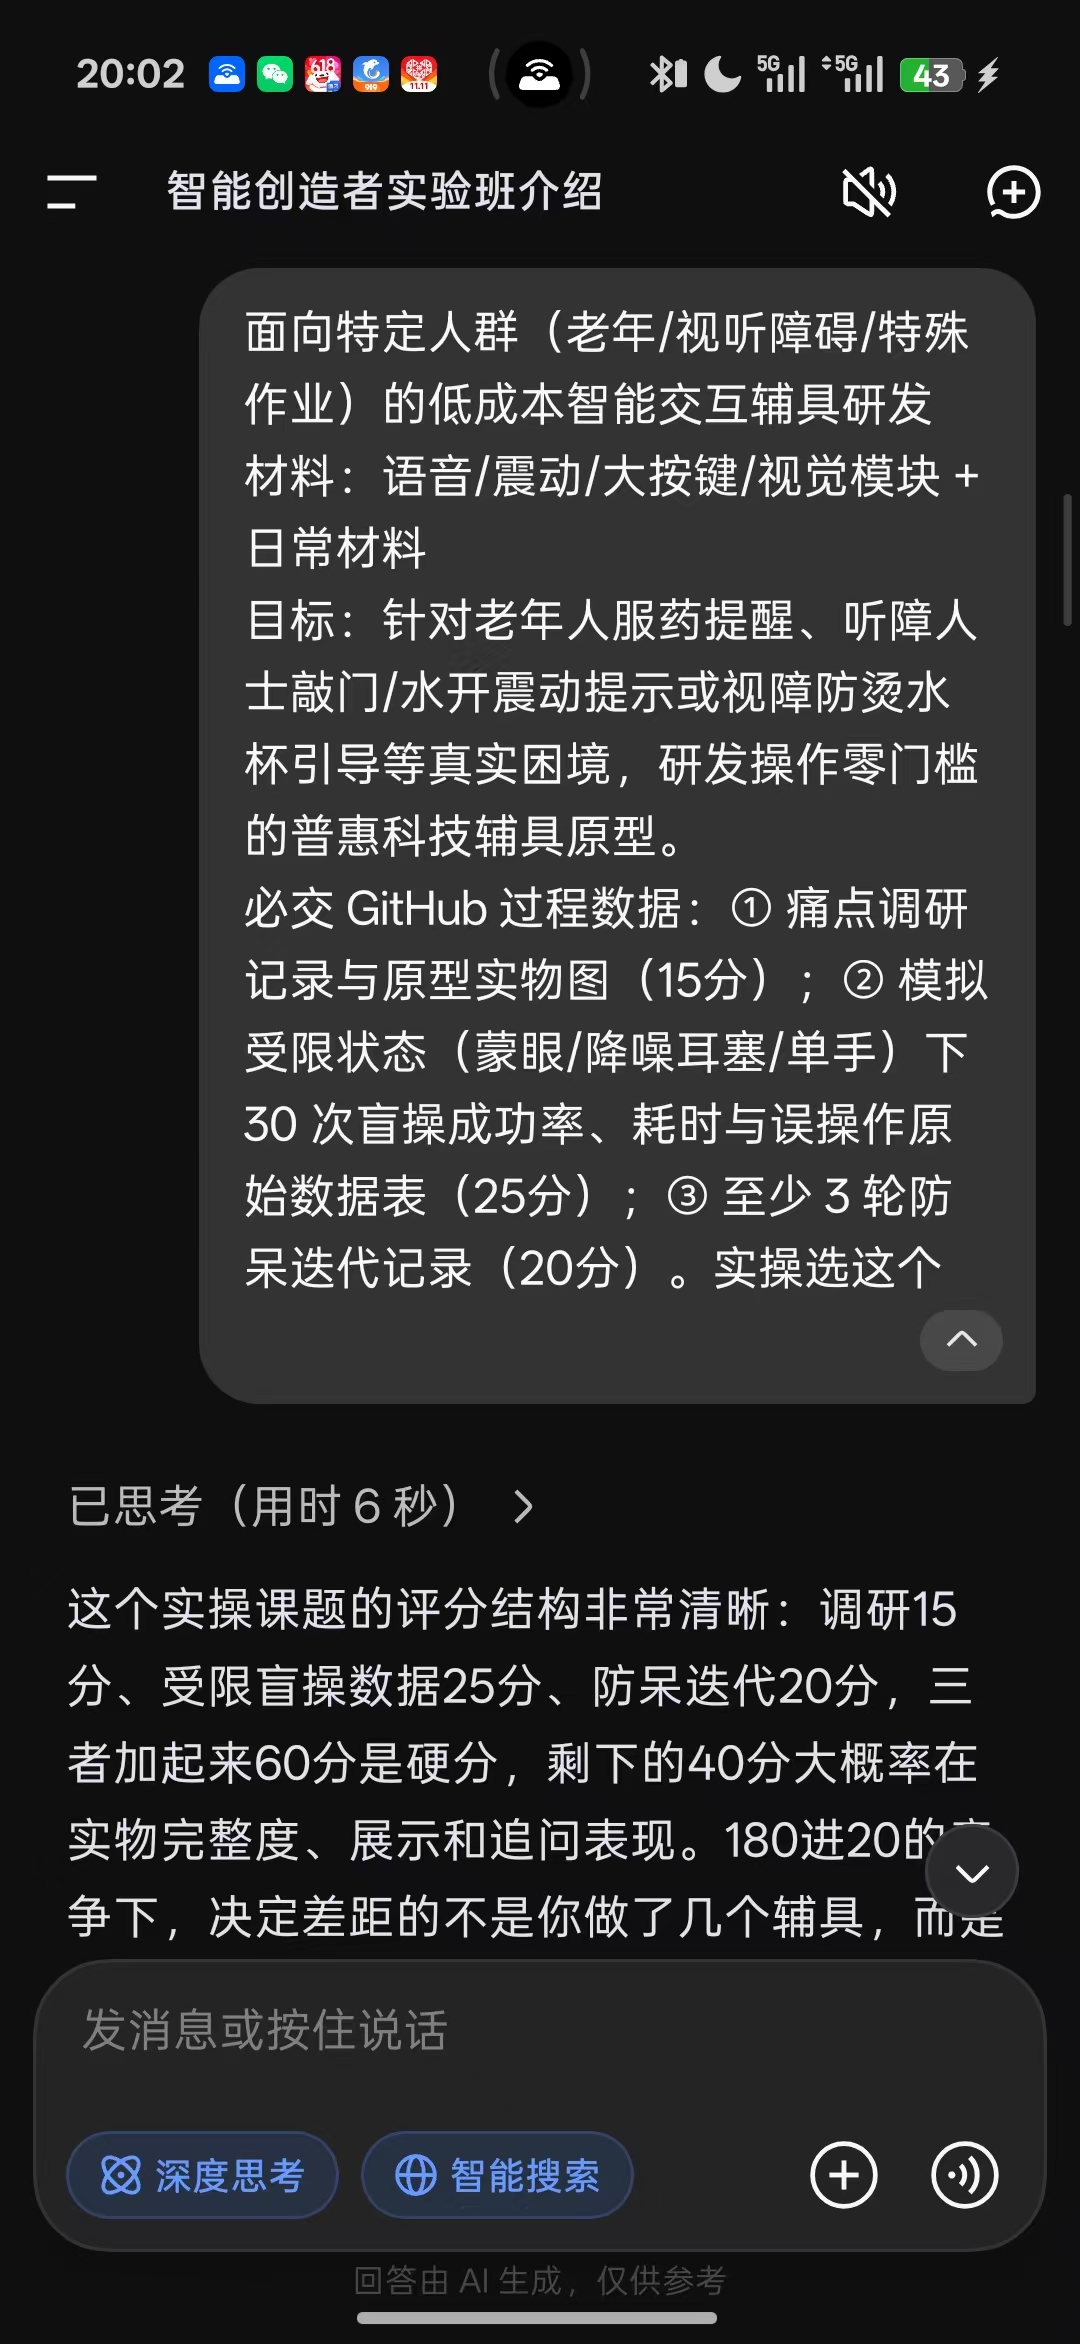 20:02
618
919
11.11
5G
5G
43
智能创造者实验班介绍
面向特定人群（老年/视听障碍/特殊
作业）的低成本智能交互辅具研发
材料：语音/震动/大按键/视觉模块 +
日常材料
目标：针对老年人服药提醒、听障人
士敲门/水开震动提示或视障防烫水
杯引导等真实困境，研发操作零门槛
的普惠科技辅具原型。
必交 GitHub 过程数据：① 痛点调研
记录与原型实物图（15分）；② 模拟
受限状态（蒙眼/降噪耳塞/单手）下
30 次盲操成功率、耗时与误操作原
始数据表（25分）；③ 至少 3 轮防
呆迭代记录（20分）。实操选这个
已思考（用时 6 秒）
这个实操课题的评分结构非常清晰：调研15
分、受限盲操数据25分、防呆迭代20分，三
者加起来60分是硬分，剩下的40分大概率在
实物完整度、展示和追问表现。180进20的
争下，决定差距的不是你做了几个辅具，而是
发消息或按住说话
深度思考
智能搜索
回答由 AI 生成，仅供参考